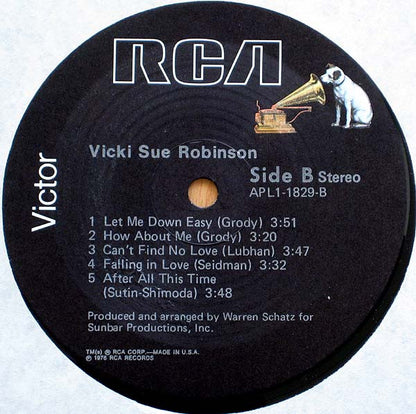 RCA
Victor
Vicki Sue Robinson
Side B Stereo
APL1-1829-B
1 Let Me Down Easy (Grody) 3:51
2 How About Me (Grody) 3:20
3 Can't Find No Love (Lubhan) 3:47
4 Falling in Love (Seidman) 3:32
5 After All This Time
(Sutin-Shimoda) 3:48
Produced and arranged by Warren Schatz for
Sunbar Productions, Inc.
TM(s) ® RCA CORP.—MADE IN U.S.A.
℗ 1976 RCA RECORDS